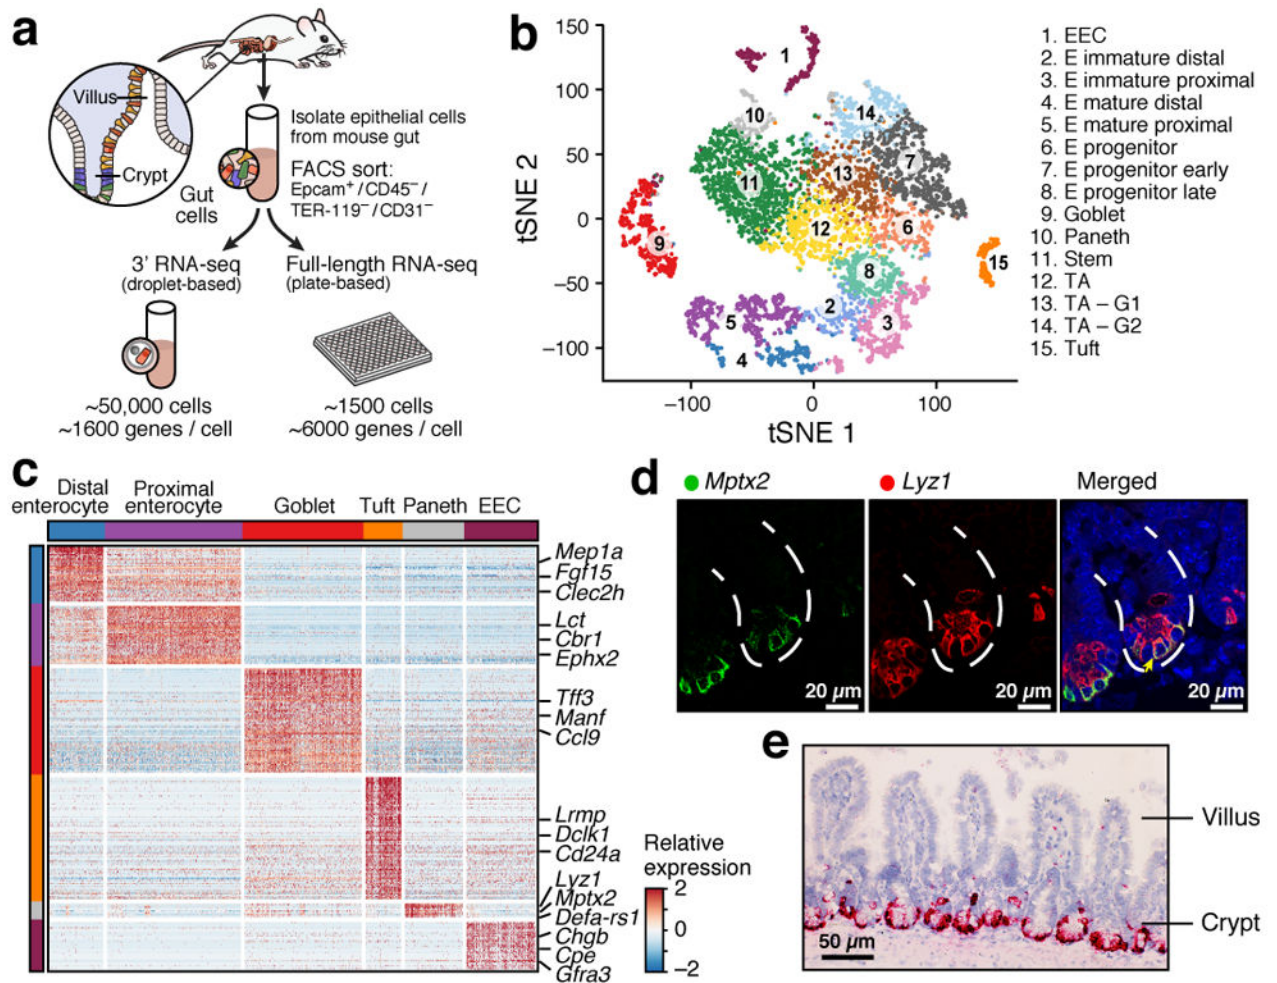 a
Villus
Crypt
Gut
cells
Isolate epithelial cells
from mouse gut
FACS sort:
Epcam⁺/CD45⁻/
TER-119⁻/CD31⁻
3' RNA-seq
(droplet-based)
Full-length RNA-seq
(plate-based)
~50,000 cells
~1600 genes / cell
~1500 cells
~6000 genes / cell
b
tSNE 2
150
100
50
0
−50
−100
−100
0
100
tSNE 1
1
10
14
7
11
13
12
6
9
8
15
2
5
3
4
1. EEC
2. E immature distal
3. E immature proximal
4. E mature distal
5. E mature proximal
6. E progenitor
7. E progenitor early
8. E progenitor late
9. Goblet
10. Paneth
11. Stem
12. TA
13. TA – G1
14. TA – G2
15. Tuft
c
Distal
enterocyte
Proximal
enterocyte
Goblet
Tuft
Paneth
EEC
Mep1a
Fgf15
Clec2h
Lct
Cbr1
Ephx2
Tff3
Manf
Ccl9
Lrmp
Dclk1
Cd24a
Lyz1
Mptx2
Defa-rs1
Chgb
Cpe
Gfra3
Relative
expression
2
0
−2
d
Mptx2
Lyz1
Merged
20 µm
20 µm
20 µm
e
Villus
Crypt
50 µm